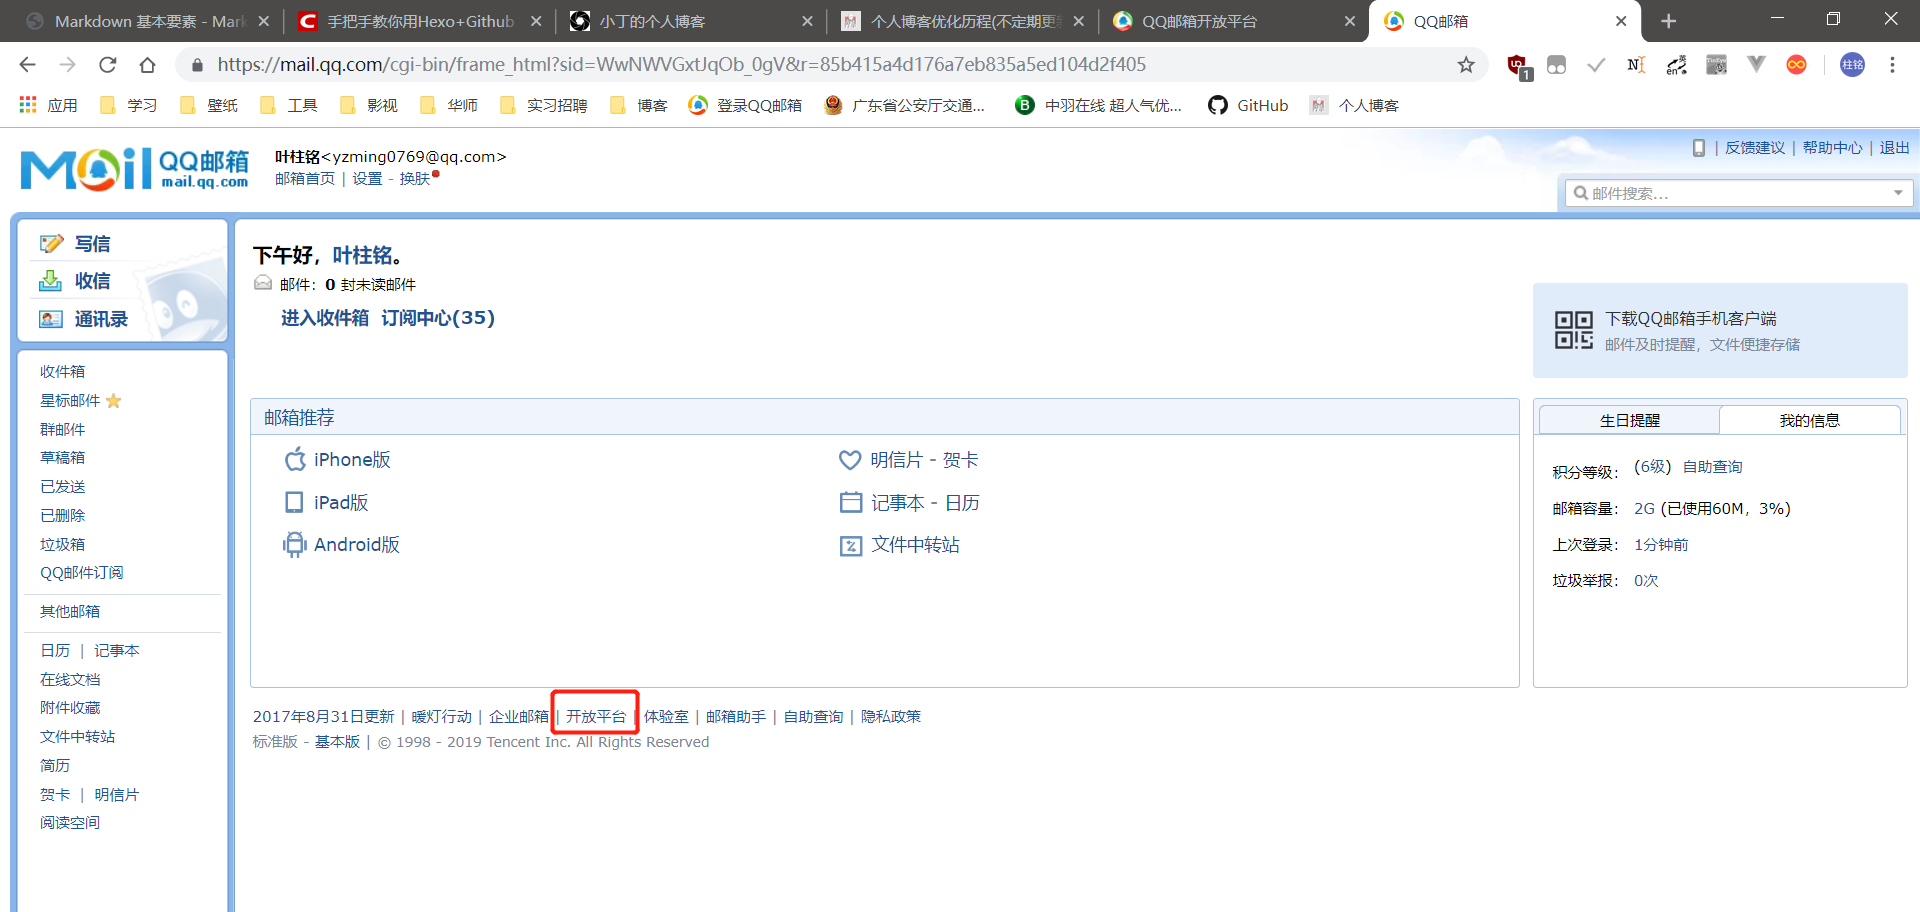 Markdown 基本要素 - Mark
手把手教你用Hexo+Github
小丁的个人博客
个人博客优化历程(不定期更新
QQ邮箱开放平台
QQ邮箱
https://mail.qq.com/cgi-bin/frame_html?sid=WwNWVGxtJqOb_0gV&r=85b415a4d176a7eb835a5ed104d2f405
1
柱铭
应用 学习 壁纸 工具 影视 华师 实习招聘 博客 登录QQ邮箱 广东省公安厅交通... 中羽在线 超人气优... GitHub 个人博客
Mail QQ邮箱
mail.qq.com
叶柱铭<yzming0769@qq.com>
邮箱首页 | 设置 - 换肤
| 反馈建议 | 帮助中心 | 退出
邮件搜索...
写信
收信
通讯录
收件箱
星标邮件
群邮件
草稿箱
已发送
已删除
垃圾箱
QQ邮件订阅
其他邮箱
日历 | 记事本
在线文档
附件收藏
文件中转站
简历
贺卡 | 明信片
阅读空间
下午好，叶柱铭。
邮件：0 封未读邮件
进入收件箱 订阅中心(35)
下载QQ邮箱手机客户端
邮件及时提醒，文件便捷存储
邮箱推荐
iPhone版
明信片 - 贺卡
iPad版
记事本 - 日历
Android版
文件中转站
生日提醒 我的信息
积分等级： (6级) 自助查询
邮箱容量： 2G (已使用60M，3%)
上次登录： 1分钟前
垃圾举报： 0次
2017年8月31日更新 | 暖灯行动 | 企业邮箱 | 开放平台 | 体验室 | 邮箱助手 | 自助查询 | 隐私政策
标准版 - 基本版 | © 1998 - 2019 Tencent Inc. All Rights Reserved